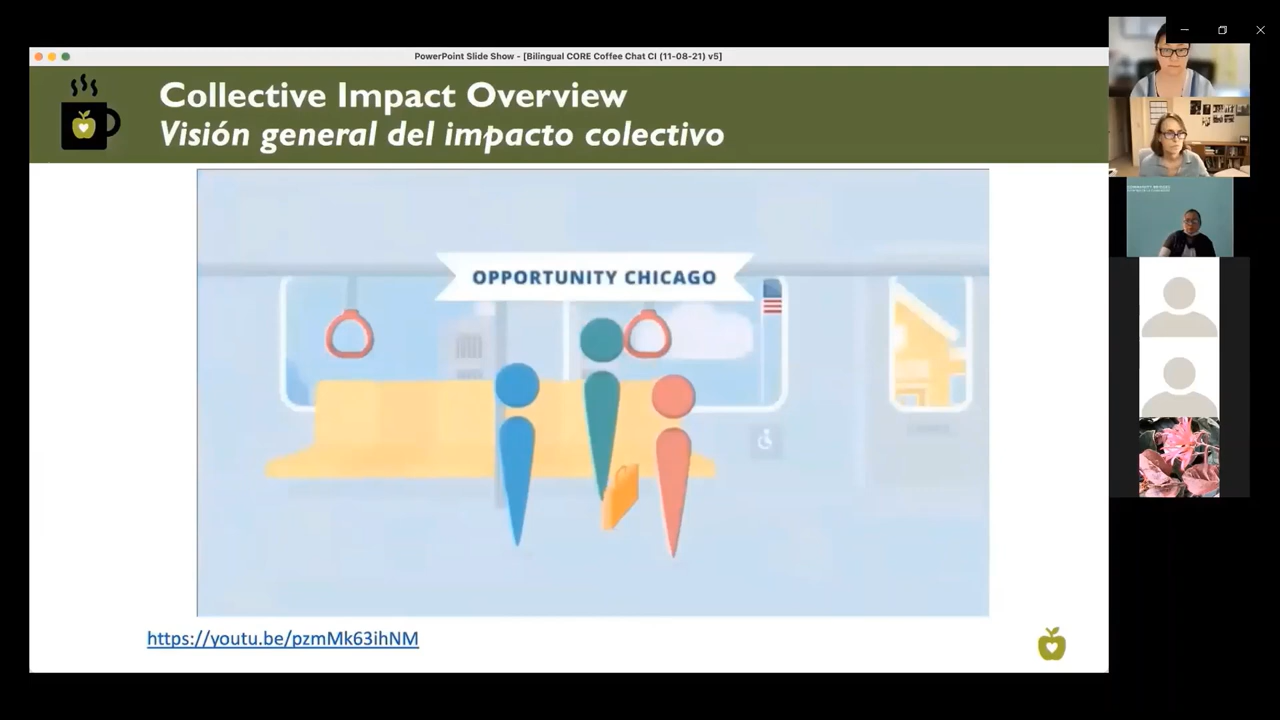 PowerPoint Slide Show - [Bilingual CORE Coffee Chat CI (11-08-21) v5]
Collective Impact Overview
Visión general del impacto colectivo
OPPORTUNITY CHICAGO
https://youtu.be/pzmMk63ihNM